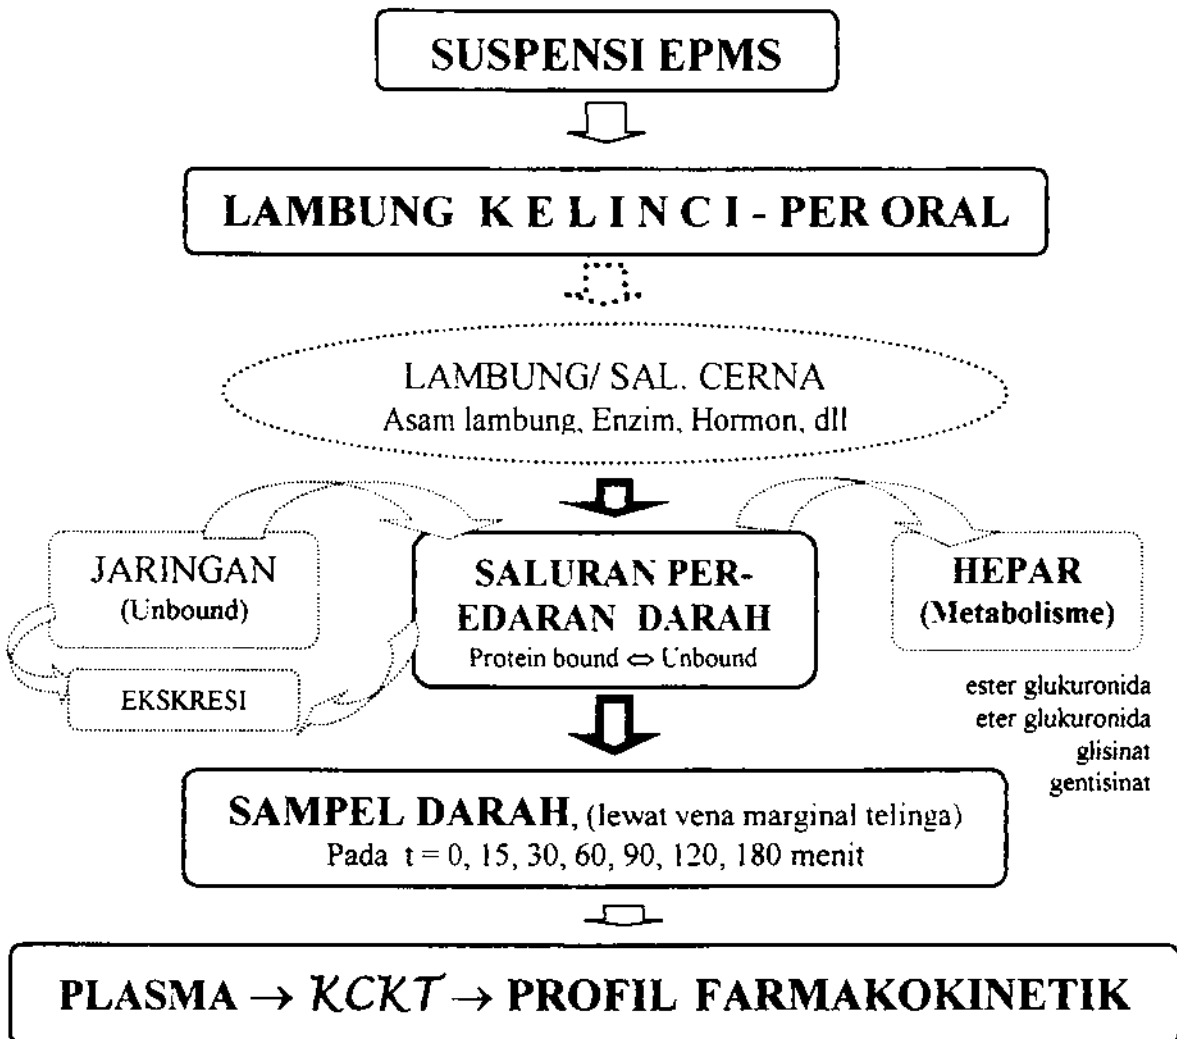 SUSPENSI EPMS
LAMBUNG K E L I N C I - PER ORAL
LAMBUNG/ SAL. CERNA
Asam lambung, Enzim, Hormon, dll
JARINGAN
(Unbound)
EKSKRESI
SALURAN PER-
EDARAN DARAH
Protein bound ⇔ Unbound
HEPAR
(Metabolisme)
ester glukuronida
eter glukuronida
glisinat
gentisinat
SAMPEL DARAH, (lewat vena marginal telinga)
Pada t = 0, 15, 30, 60, 90, 120, 180 menit
PLASMA → KCKT → PROFIL FARMAKOKINETIK